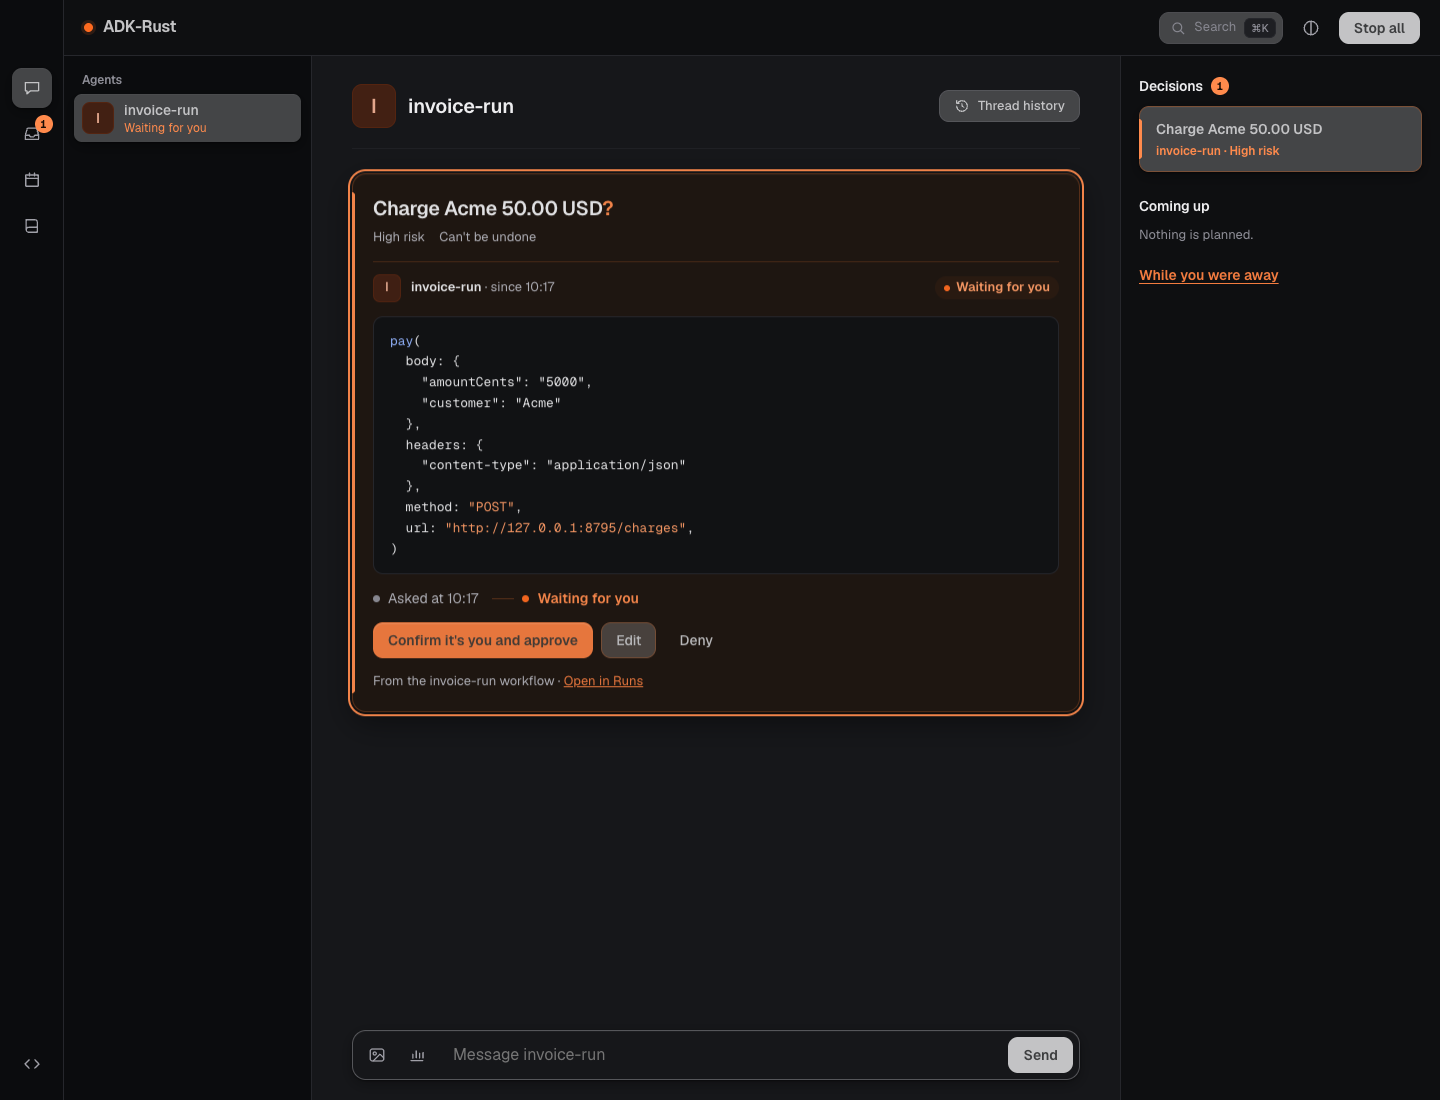 ADK-Rust
Search ⌘K
Stop all
Agents
I
invoice-run
Waiting for you
1
I
invoice-run
Thread history
Charge Acme 50.00 USD?
High risk Can't be undone
I
invoice-run · since 10:17
Waiting for you
pay(
  body: {
    "amountCents": "5000",
    "customer": "Acme"
  },
  headers: {
    "content-type": "application/json"
  },
  method: "POST",
  url: "http://127.0.0.1:8795/charges",
)
Asked at 10:17
Waiting for you
Confirm it's you and approve
Edit
Deny
From the invoice-run workflow · Open in Runs
Message invoice-run
Send
Decisions 1
Charge Acme 50.00 USD
invoice-run · High risk
Coming up
Nothing is planned.
While you were away